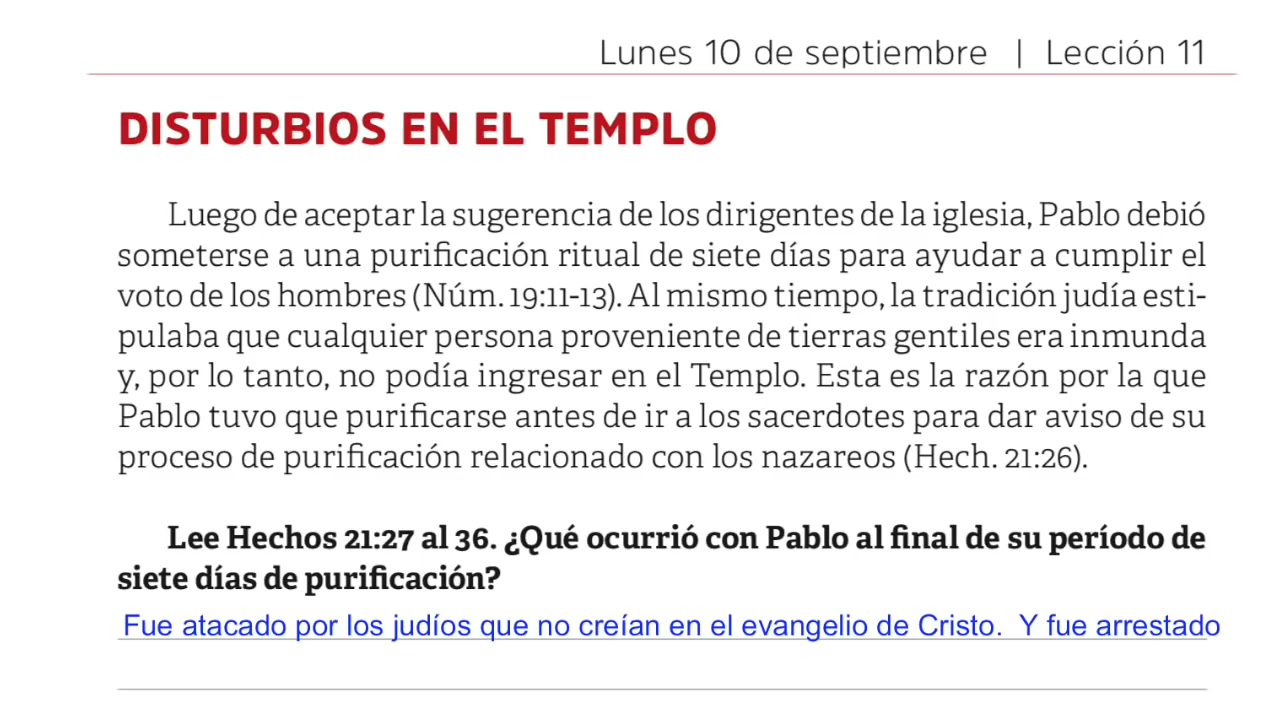 Lunes 10 de septiembre | Lección 11
DISTURBIOS EN EL TEMPLO
Luego de aceptar la sugerencia de los dirigentes de la iglesia, Pablo debió
someterse a una purificación ritual de siete días para ayudar a cumplir el
voto de los hombres (Núm. 19:11-13). Al mismo tiempo, la tradición judía esti-
pulaba que cualquier persona proveniente de tierras gentiles era inmunda
y, por lo tanto, no podía ingresar en el Templo. Esta es la razón por la que
Pablo tuvo que purificarse antes de ir a los sacerdotes para dar aviso de su
proceso de purificación relacionado con los nazareos (Hech. 21:26).
Lee Hechos 21:27 al 36. ¿Qué ocurrió con Pablo al final de su período de
siete días de purificación?
Fue atacado por los judíos que no creían en el evangelio de Cristo. Y fue arrestado